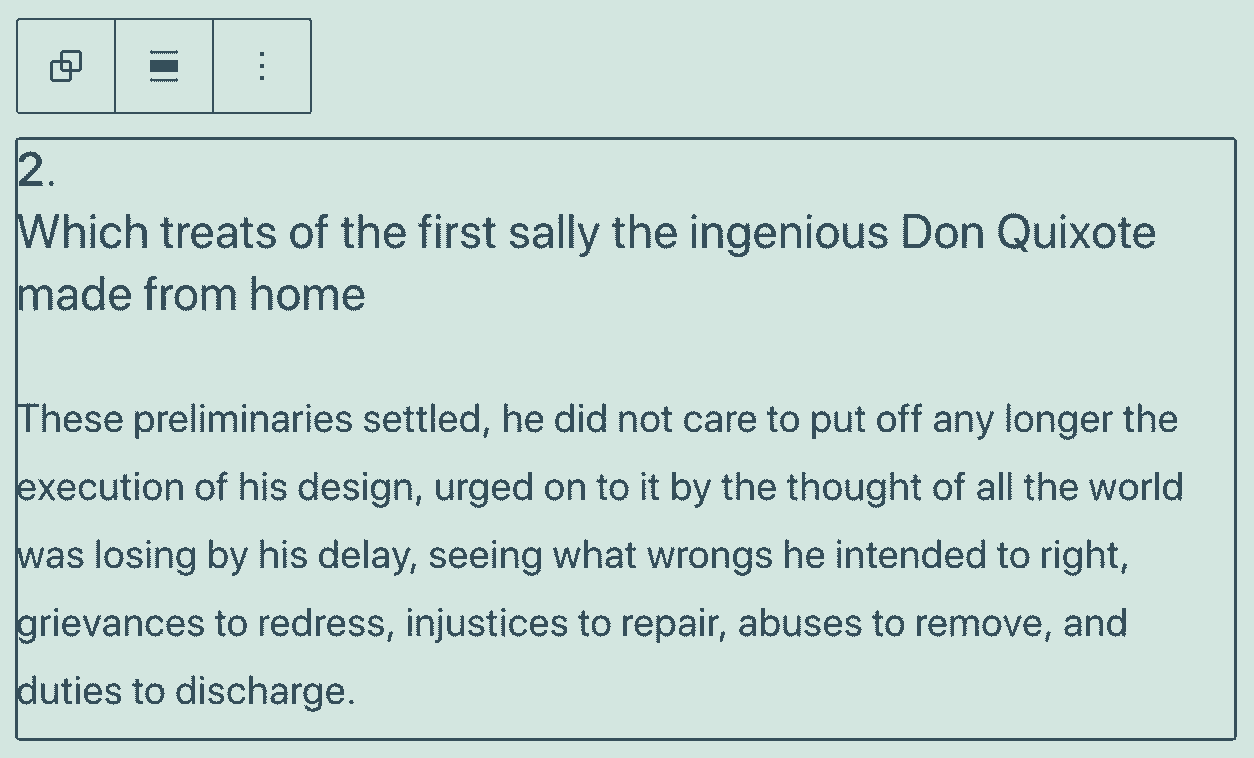 2.
Which treats of the first sally the ingenious Don Quixote
made from home
These preliminaries settled, he did not care to put off any longer the
execution of his design, urged on to it by the thought of all the world
was losing by his delay, seeing what wrongs he intended to right,
grievances to redress, injustices to repair, abuses to remove, and
duties to discharge.